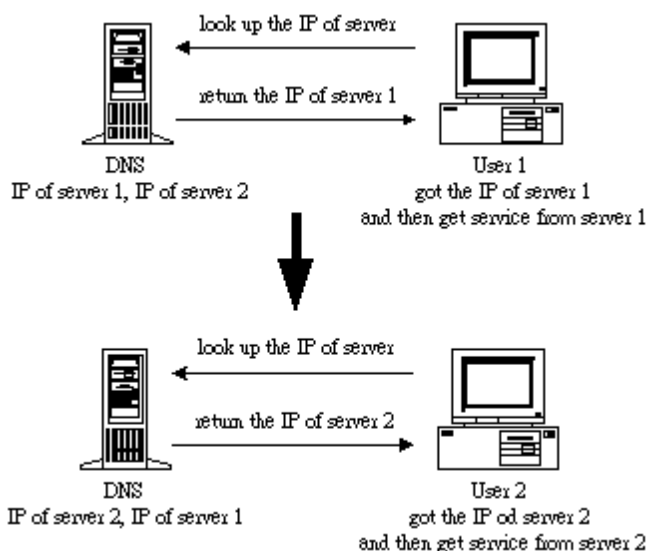 look up the IP of server
return the IP of server 1
DNS
IP of server 1, IP of server 2
User 1
got the IP of server 1
and then get service from server 1
look up the IP of server
return the IP of server 2
DNS
IP of server 2, IP of server 1
User 2
got the IP od server 2
and then get service from server 2